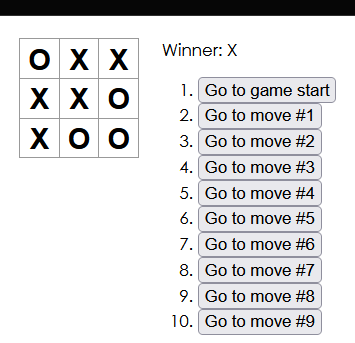 O X X
X X O
X O O
Winner: X
1. Go to game start
2. Go to move #1
3. Go to move #2
4. Go to move #3
5. Go to move #4
6. Go to move #5
7. Go to move #6
8. Go to move #7
9. Go to move #8
10. Go to move #9